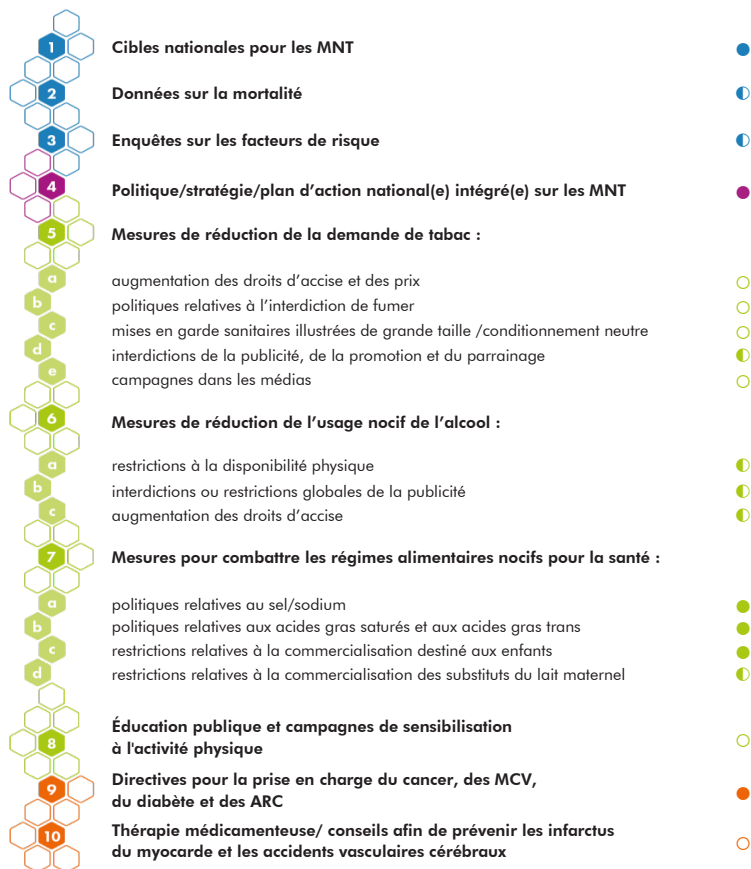 1 Cibles nationales pour les MNT
2 Données sur la mortalité
3 Enquêtes sur les facteurs de risque
4 Politique/stratégie/plan d’action national(e) intégré(e) sur les MNT
5 Mesures de réduction de la demande de tabac :
a augmentation des droits d’accise et des prix
b politiques relatives à l’interdiction de fumer
c mises en garde sanitaires illustrées de grande taille /conditionnement neutre
d interdictions de la publicité, de la promotion et du parrainage
e campagnes dans les médias
6 Mesures de réduction de l’usage nocif de l’alcool :
a restrictions à la disponibilité physique
b interdictions ou restrictions globales de la publicité
c augmentation des droits d’accise
7 Mesures pour combattre les régimes alimentaires nocifs pour la santé :
a politiques relatives au sel/sodium
b politiques relatives aux acides gras saturés et aux acides gras trans
c restrictions relatives à la commercialisation destiné aux enfants
d restrictions relatives à la commercialisation des substituts du lait maternel
8 Éducation publique et campagnes de sensibilisation
à l'activité physique
9 Directives pour la prise en charge du cancer, des MCV,
du diabète et des ARC
10 Thérapie médicamenteuse/ conseils afin de prévenir les infarctus
du myocarde et les accidents vasculaires cérébraux